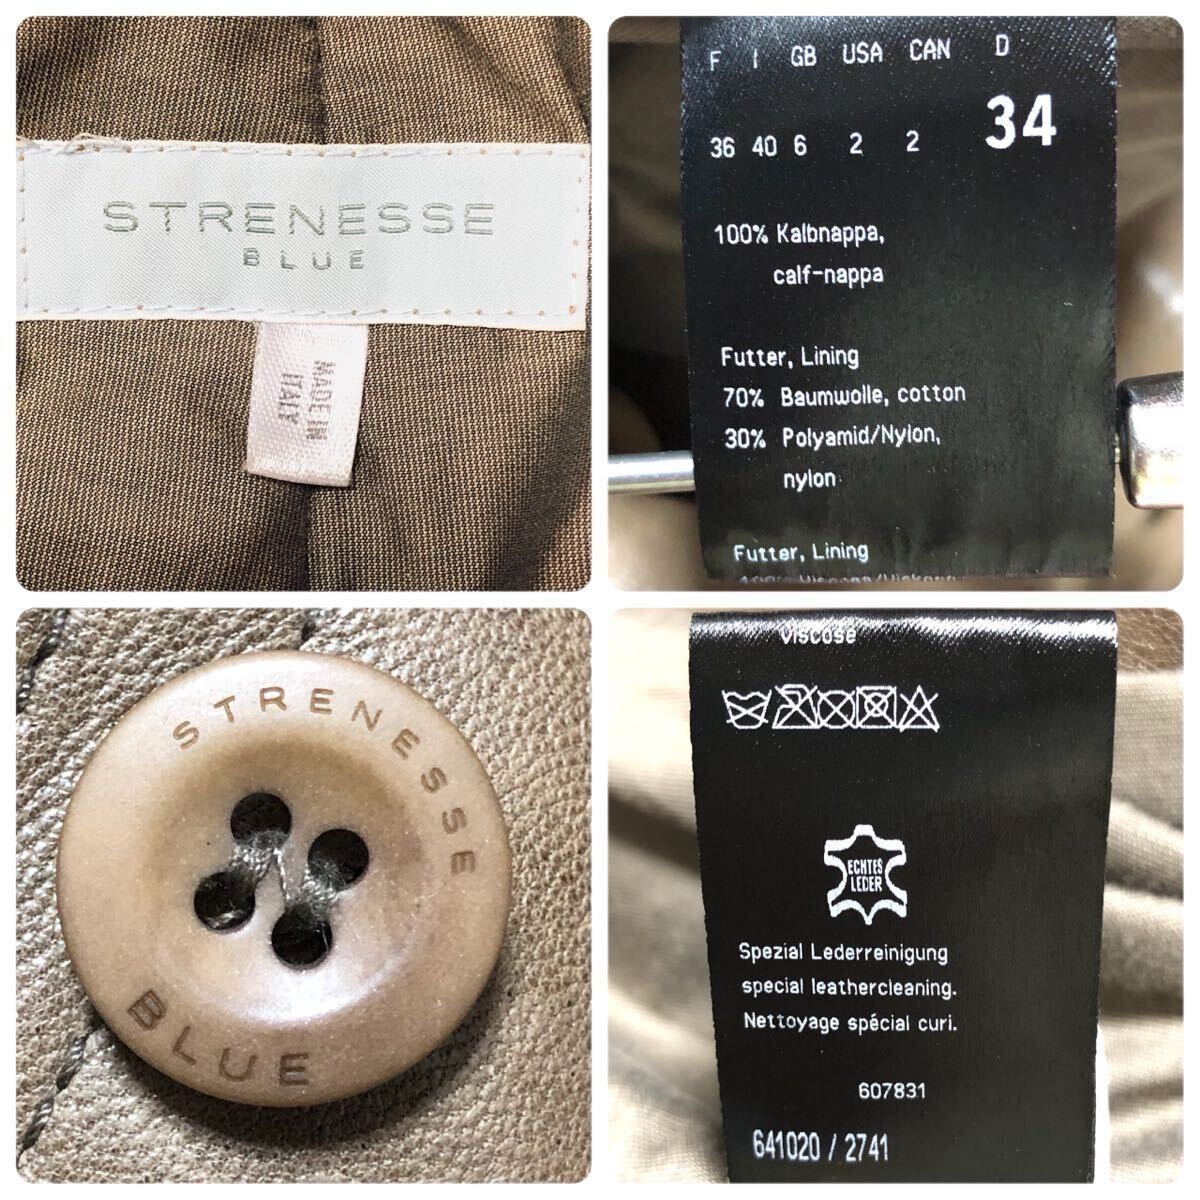 STRENESSE
BLUE
MADE IN
ITALY
F I GB USA CAN D
36 40 6 2 2 34
100% Kalbnappa,
calf-nappa
Futter, Lining
70% Baumwolle, cotton
30% Polyamid/Nylon,
nylon
Futter, Lining
STRENESSE
BLUE
viscose
ECHTES
LEDER
Spezial Lederreinigung
special leathercleaning.
Nettoyage spécial curi.
607831
641020 / 2741